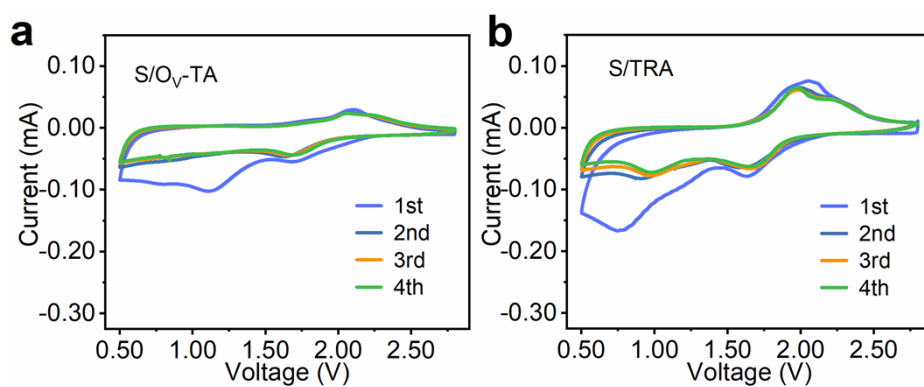 a
S/OV-TA
0.10
0.00
-0.10
-0.20
-0.30
Current (mA)
1st
2nd
3rd
4th
0.50 1.00 1.50 2.00 2.50
Voltage (V)
b
S/TRA
0.10
0.00
-0.10
-0.20
-0.30
Current (mA)
1st
2nd
3rd
4th
0.50 1.00 1.50 2.00 2.50
Voltage (V)